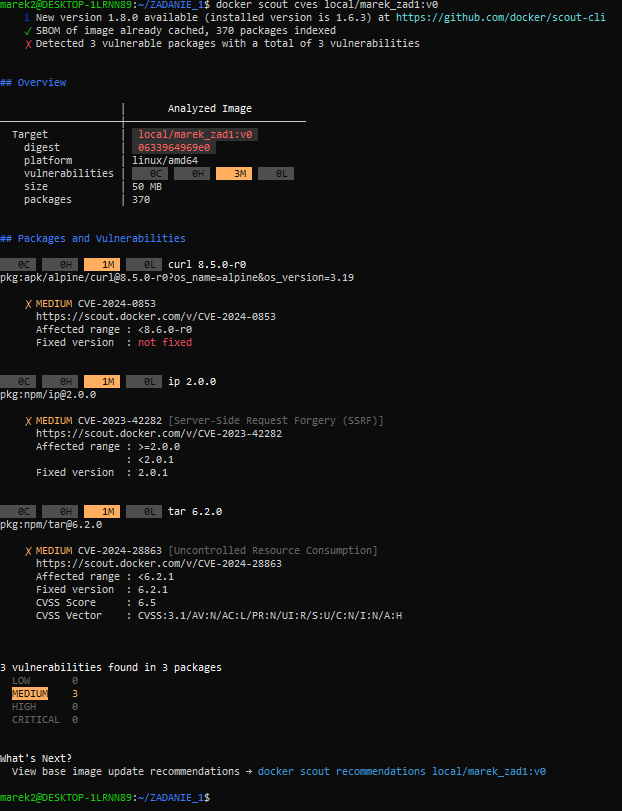 marek2@DESKTOP-1LRNN89:~/ZADANIE_1$ docker scout cves local/marek_zad1:v0
i New version 1.8.0 available (installed version is 1.6.3) at https://github.com/docker/scout-cli
✓ SBOM of image already cached, 370 packages indexed
✗ Detected 3 vulnerable packages with a total of 3 vulnerabilities
## Overview
│ Analyzed Image
Target │ local/marek_zad1:v0
digest │ 0633964969e0
platform │ linux/amd64
vulnerabilities │ 0C 0H 3M 0L
size │ 50 MB
packages │ 370
## Packages and Vulnerabilities
0C 0H 1M 0L curl 8.5.0-r0
pkg:apk/alpine/curl@8.5.0-r0?os_name=alpine&os_version=3.19
✗ MEDIUM CVE-2024-0853
https://scout.docker.com/v/CVE-2024-0853
Affected range : <8.6.0-r0
Fixed version : not fixed
0C 0H 1M 0L ip 2.0.0
pkg:npm/ip@2.0.0
✗ MEDIUM CVE-2023-42282 [Server-Side Request Forgery (SSRF)]
https://scout.docker.com/v/CVE-2023-42282
Affected range : >=2.0.0
: <2.0.1
Fixed version : 2.0.1
0C 0H 1M 0L tar 6.2.0
pkg:npm/tar@6.2.0
✗ MEDIUM CVE-2024-28863 [Uncontrolled Resource Consumption]
https://scout.docker.com/v/CVE-2024-28863
Affected range : <6.2.1
Fixed version : 6.2.1
CVSS Score : 6.5
CVSS Vector : CVSS:3.1/AV:N/AC:L/PR:N/UI:R/S:U/C:N/I:N/A:H
3 vulnerabilities found in 3 packages
LOW 0
MEDIUM 3
HIGH 0
CRITICAL 0
What's Next?
View base image update recommendations → docker scout recommendations local/marek_zad1:v0
marek2@DESKTOP-1LRNN89:~/ZADANIE_1$